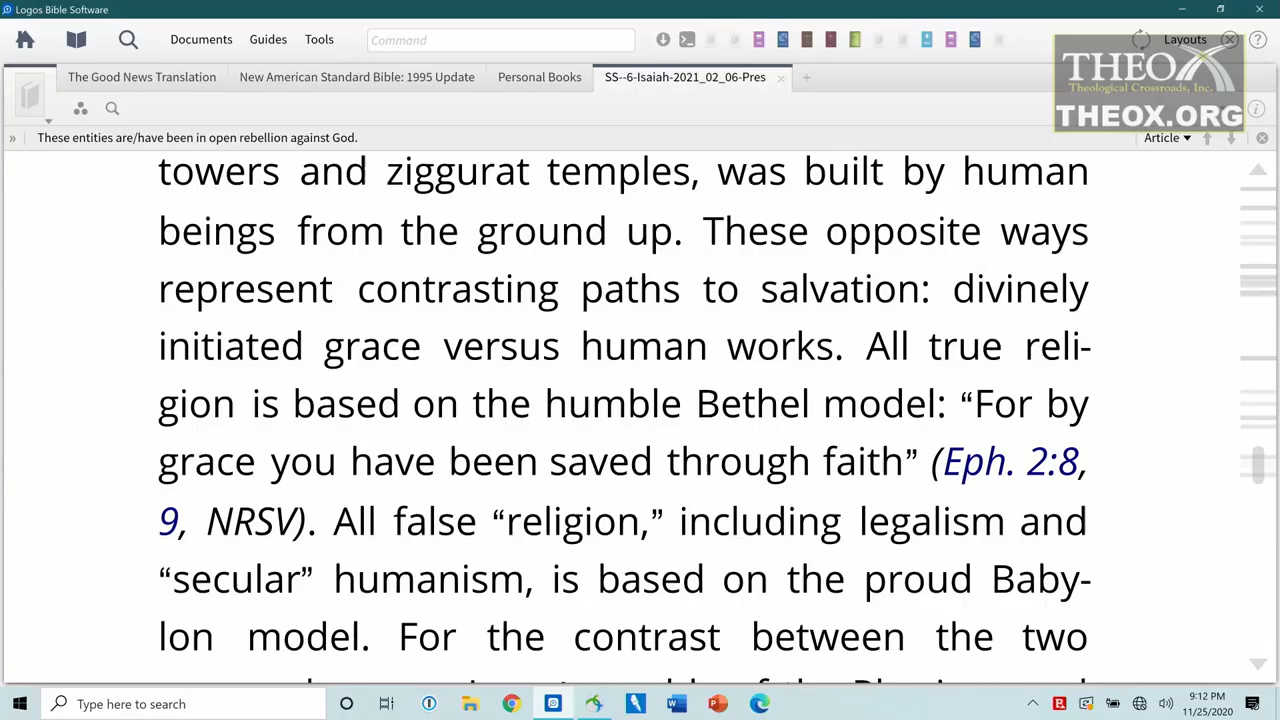 Logos Bible Software
Documents Guides Tools Command Layouts
THEOX
Theological Crossroads, Inc.
THEOX.ORG
The Good News Translation New American Standard Bible: 1995 Update Personal Books SS--6-Isaiah-2021_02_06-Pres
» These entities are/have been in open rebellion against God. Article
towers and ziggurat temples, was built by human
beings from the ground up. These opposite ways
represent contrasting paths to salvation: divinely
initiated grace versus human works. All true reli-
gion is based on the humble Bethel model: “For by
grace you have been saved through faith” (Eph. 2:8,
9, NRSV). All false “religion,” including legalism and
“secular” humanism, is based on the proud Baby-
lon model. For the contrast between the two
Type here to search
9:12 PM
11/25/2020